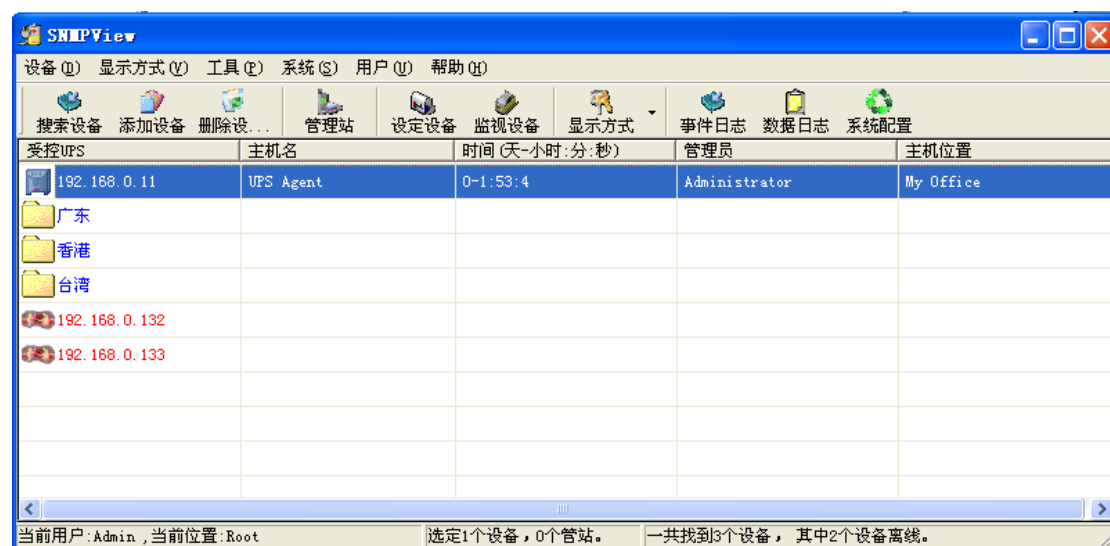 SNMPView
设备(D) 显示方式(V) 工具(P) 系统(S) 用户(U) 帮助(H)
搜索设备 添加设备 删除设... 管理站 设定设备 监视设备 显示方式 事件日志 数据日志 系统配置
受控UPS 主机名 时间(天-小时:分:秒) 管理员 主机位置
192.168.0.11 UPS Agent 0-1:53:4 Administrator My Office
广东
香港
台湾
192.168.0.132
192.168.0.133
当前用户:Admin ,当前位置:Root 选定1个设备，0个管站。 一共找到3个设备， 其中2个设备离线。